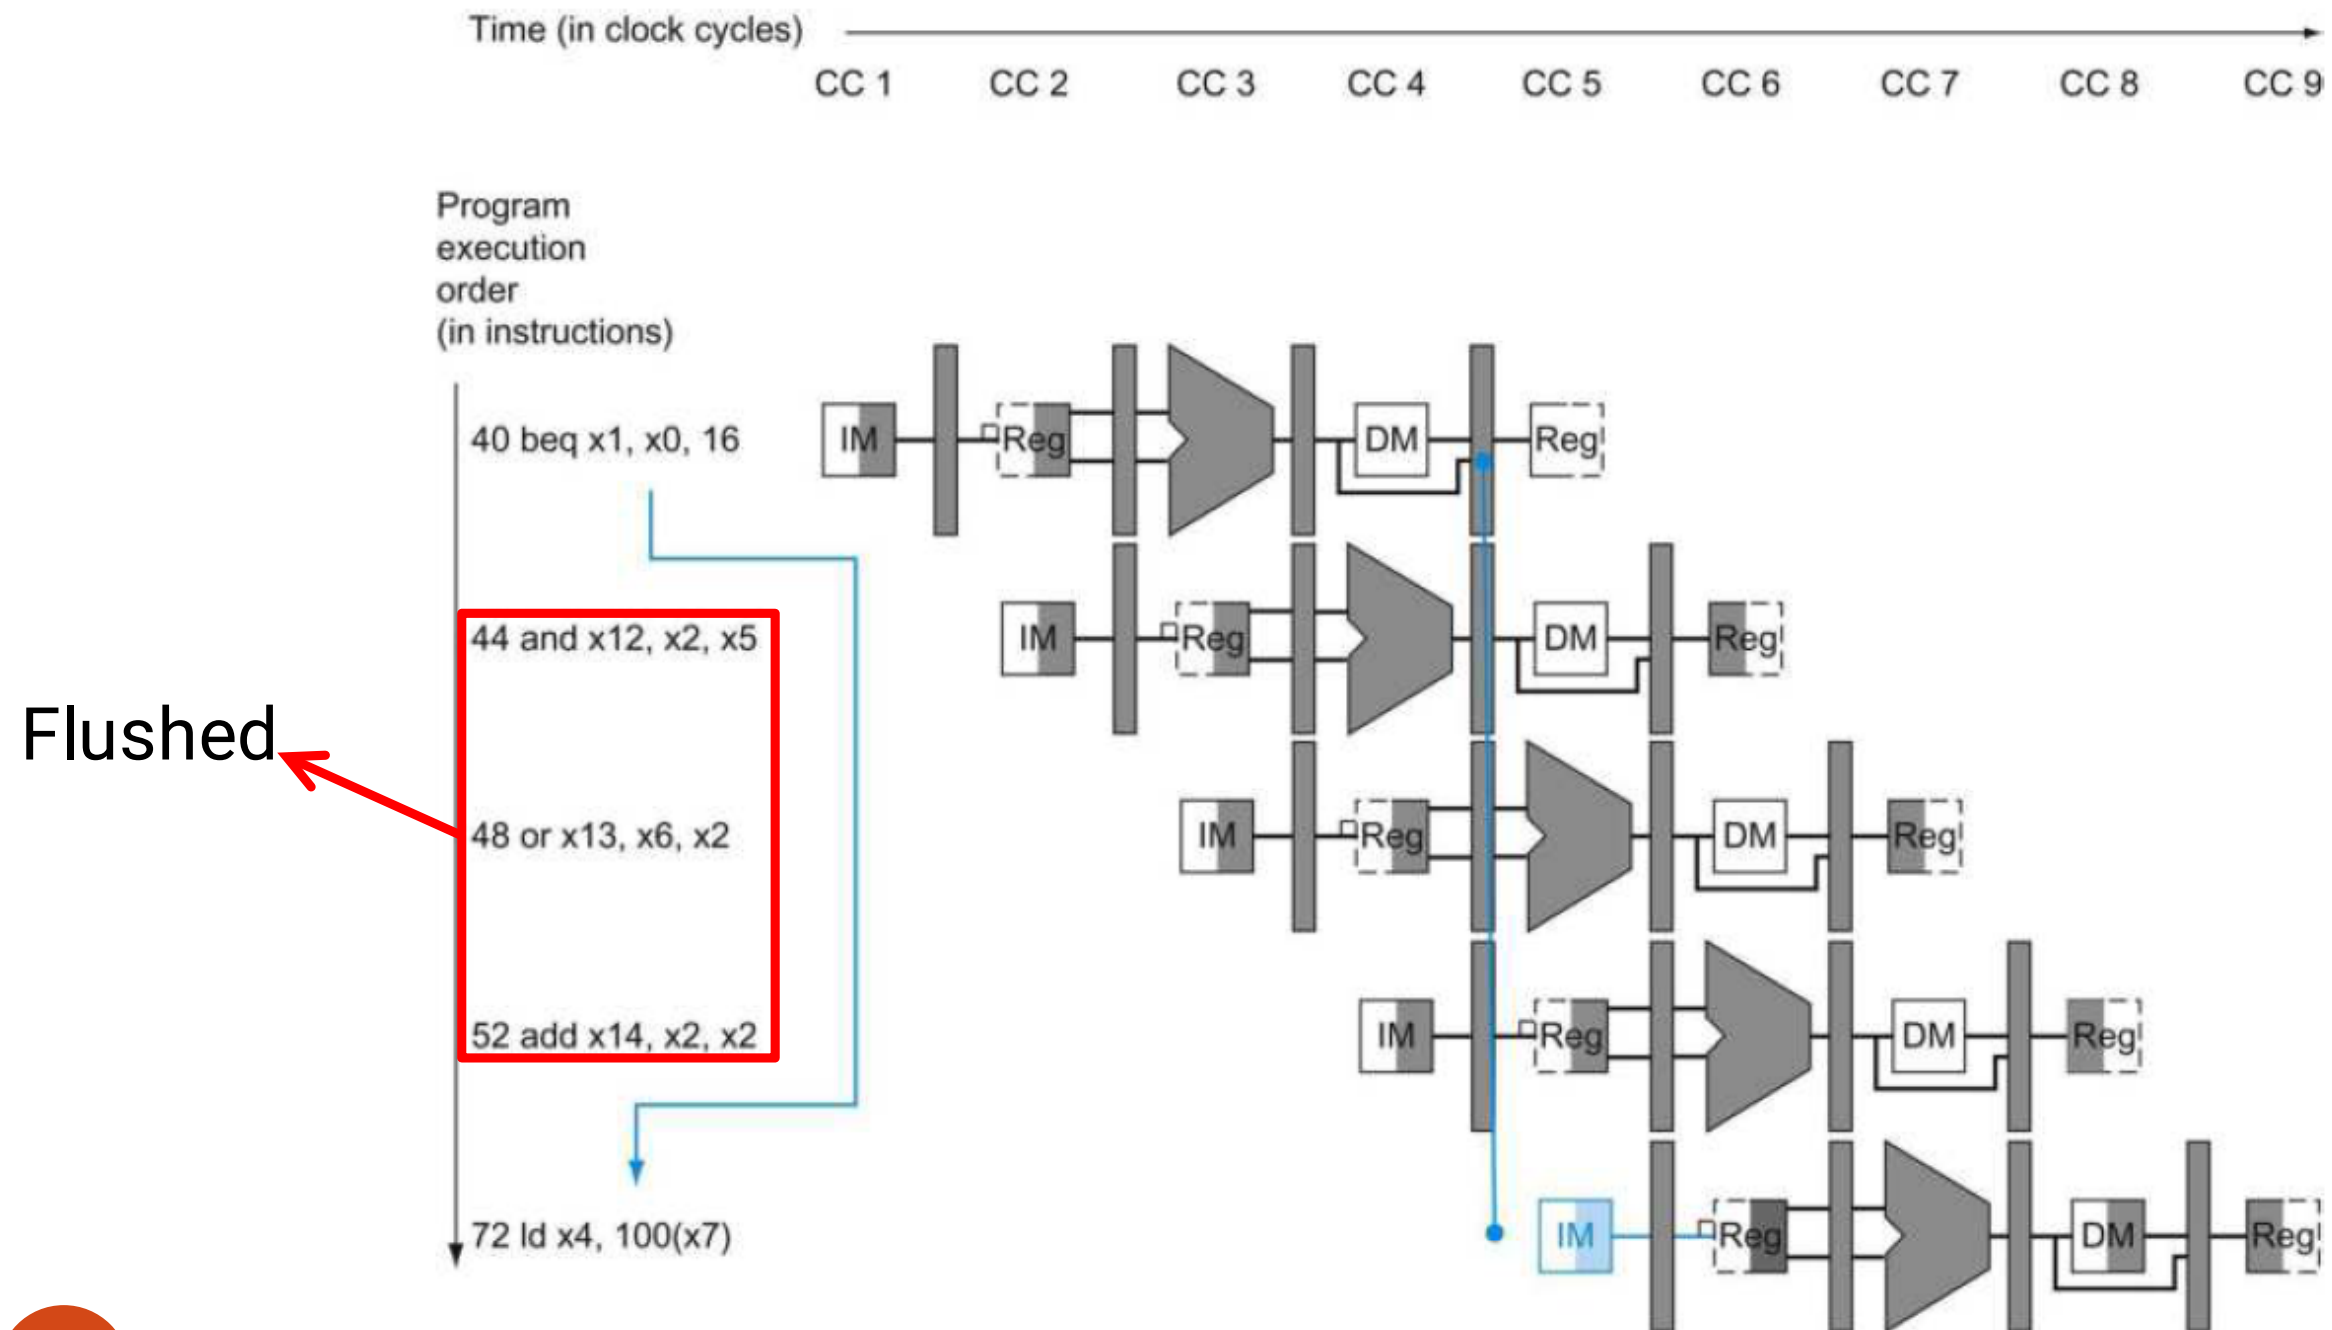 Time (in clock cycles)
CC 1 CC 2 CC 3 CC 4 CC 5 CC 6 CC 7 CC 8 CC 9
Program
execution
order
(in instructions)
40 beq x1, x0, 16
IM Reg DM Reg
44 and x12, x2, x5
IM Reg DM Reg
Flushed
48 or x13, x6, x2
IM Reg DM Reg
52 add x14, x2, x2
IM Reg DM Reg
72 ld x4, 100(x7)
IM Reg DM Reg